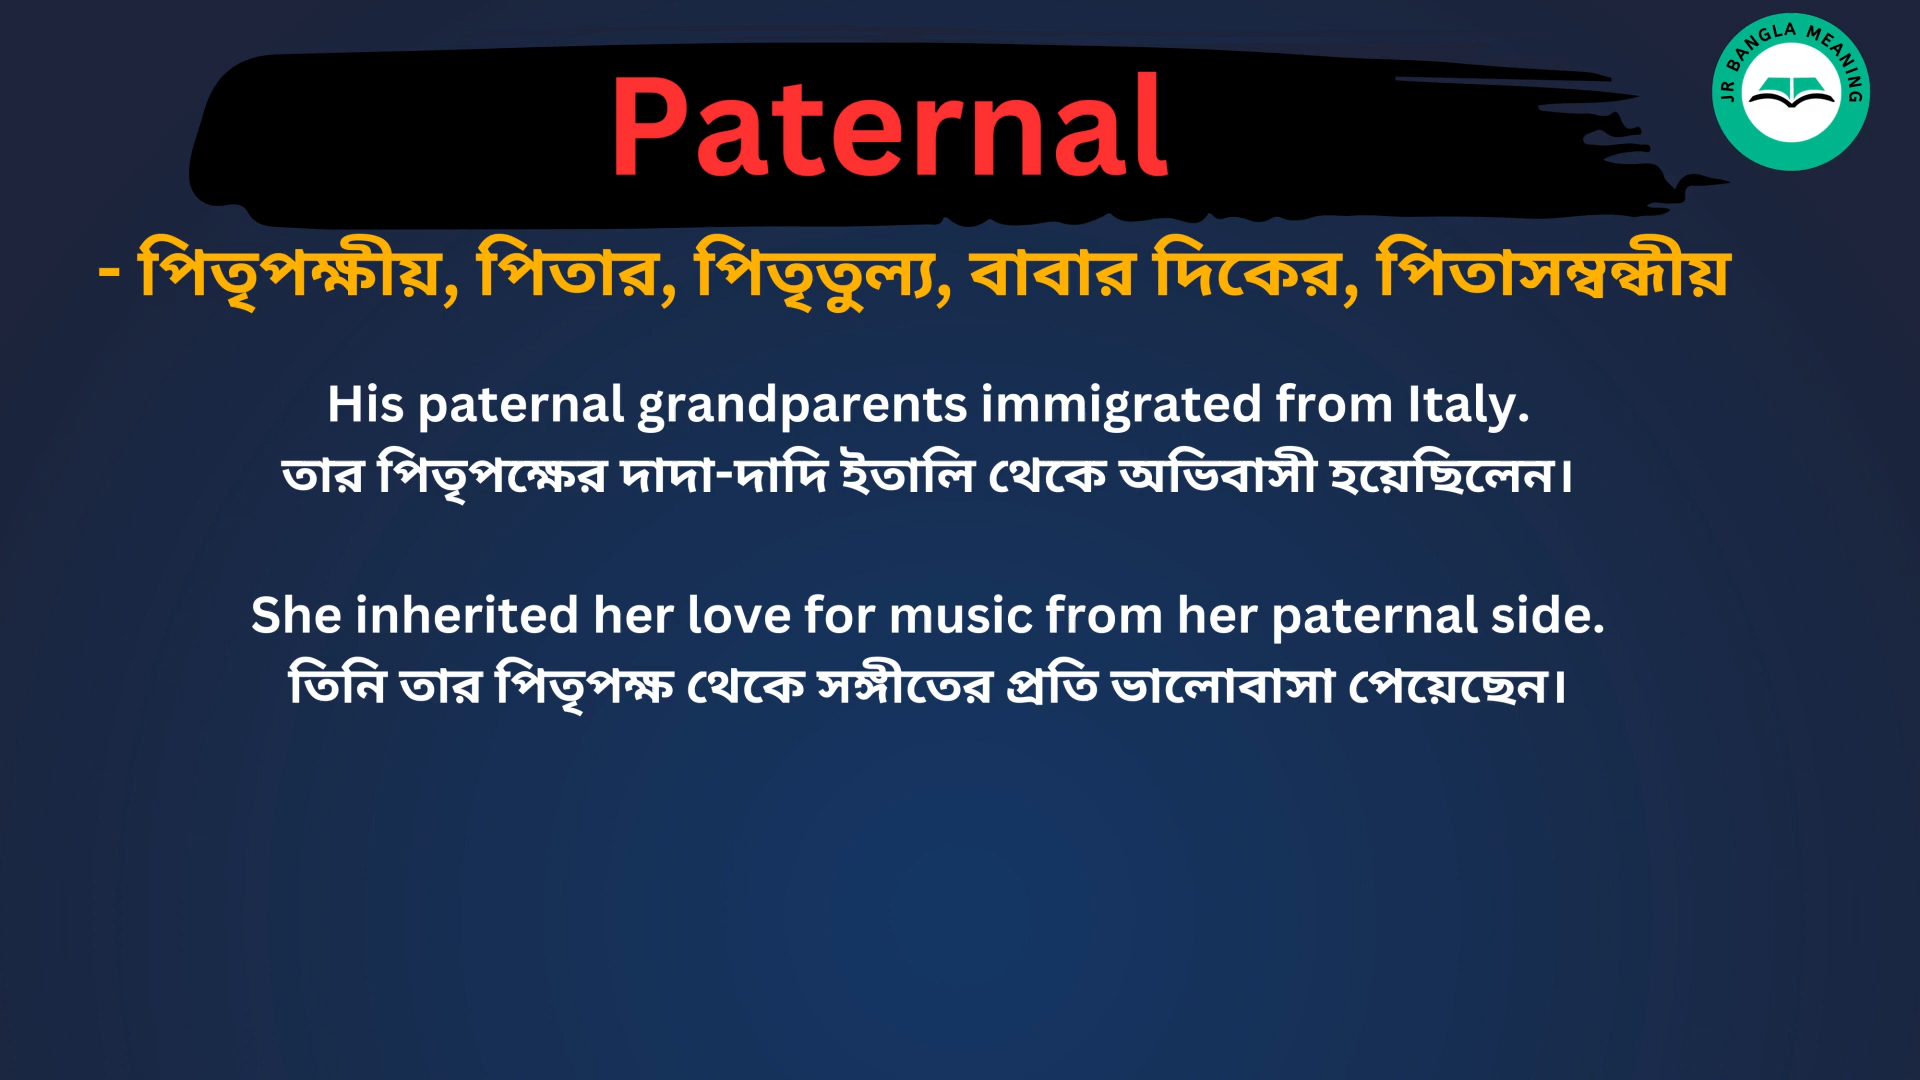 JR BANGLA MEANING
Paternal
- পিতৃপক্ষীয়, পিতার, পিতৃতুল্য, বাবার দিকের, পিতাসম্বন্ধীয়
His paternal grandparents immigrated from Italy.
তার পিতৃপক্ষের দাদা-দাদি ইতালি থেকে অভিবাসী হয়েছিলেন।
She inherited her love for music from her paternal side.
তিনি তার পিতৃপক্ষ থেকে সঙ্গীতের প্রতি ভালোবাসা পেয়েছেন।